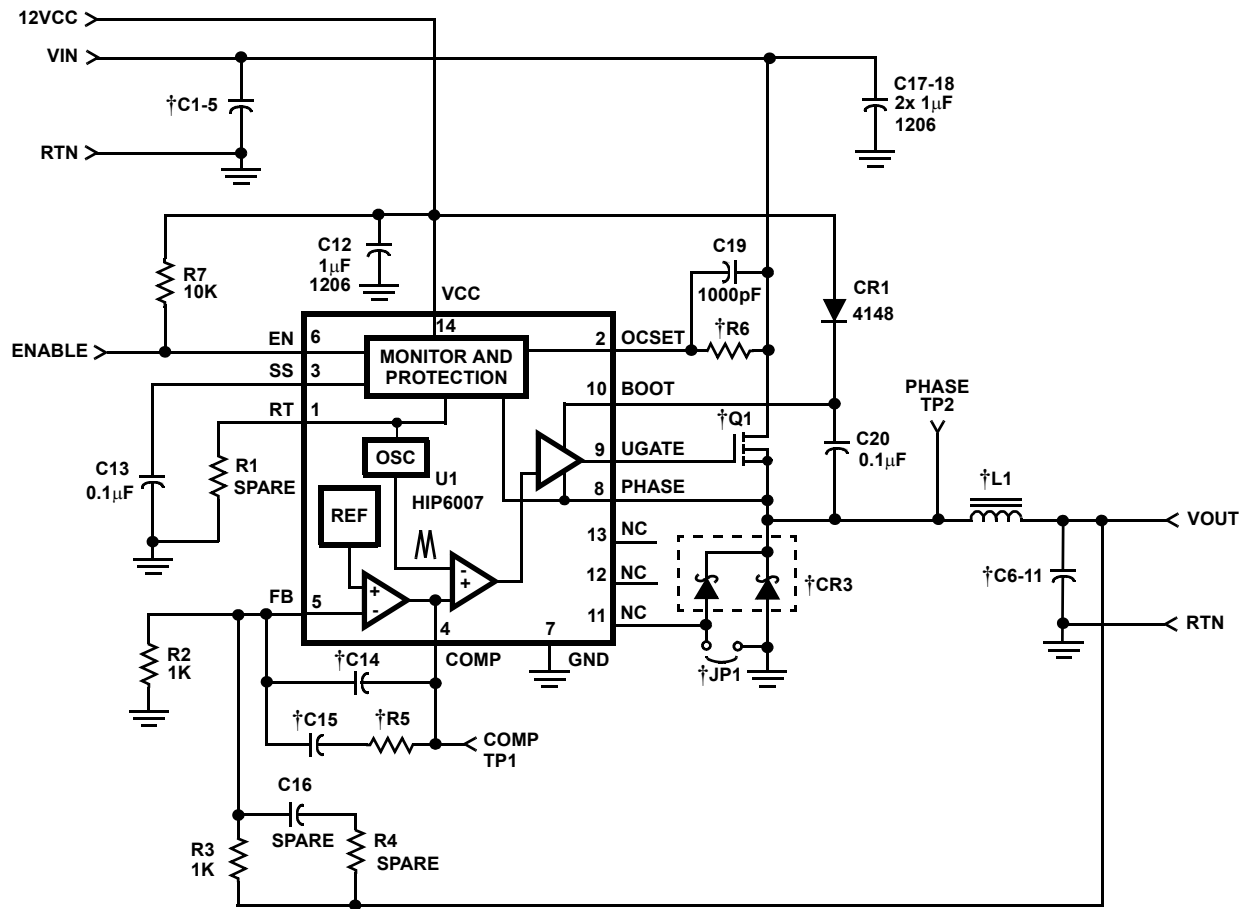 12VCC
VIN
†C1-5
RTN
C17-18
2x 1µF
1206
C12
1µF
1206
R7
10K
VCC
14
C19
1000pF
†R6
CR1
4148
ENABLE
EN
6
SS
3
RT
1
MONITOR AND
PROTECTION
2
OCSET
10
BOOT
9
UGATE
8
PHASE
13
NC
12
NC
11
NC
†Q1
PHASE
TP2
C20
0.1µF
†L1
VOUT
C13
0.1µF
R1
SPARE
OSC
U1
HIP6007
REF
-
+
+
-
†CR3
†C6-11
RTN
FB
5
4
COMP
7
GND
†JP1
R2
1K
†C14
†C15
†R5
COMP
TP1
C16
SPARE
R4
SPARE
R3
1K